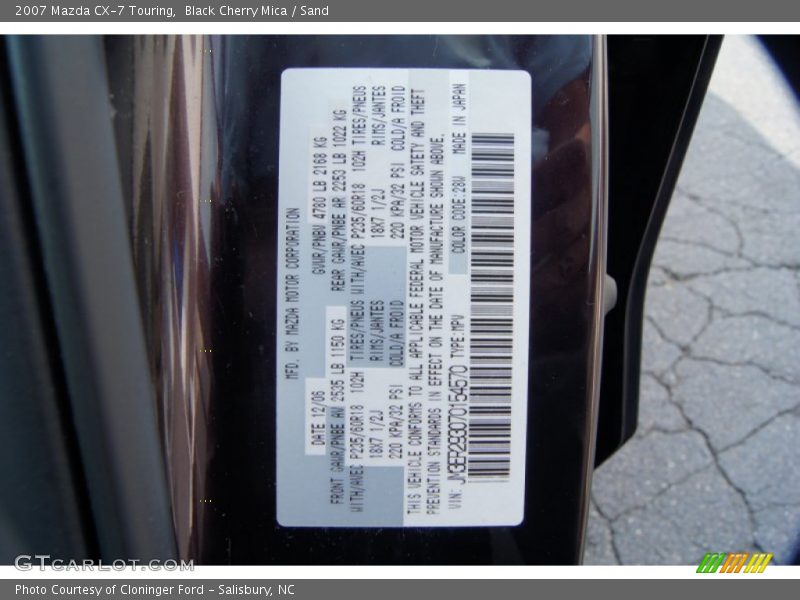 2007 Mazda CX-7 Touring, Black Cherry Mica / Sand
MFD. BY MAZDA MOTOR CORPORATION
DATE 12/06 GVWR/PNBV 4780 LB 2168 KG
FRONT GAWR/PNBE AV 2535 LB 1150 KG REAR GAWR/PNBE AR 2253 LB 1022 KG
WITH/AVEC P235/60R18 102H TIRES/PNEUS WITH/AVEC P235/60R18 102H TIRES/PNEUS
18X7 1/2J RIMS/JANTES 18X7 1/2J RIMS/JANTES
220 KPA/32 PSI COLD/A FROID 220 KPA/32 PSI COLD/A FROID
THIS VEHICLE CONFORMS TO ALL APPLICABLE FEDERAL MOTOR VEHICLE SAFETY AND THEFT
PREVENTION STANDARDS IN EFFECT ON THE DATE OF MANUFACTURE SHOWN ABOVE.
VIN: JM3ER293070154570 TYPE:MPV COLOR CODE:28W MADE IN JAPAN
GTCarLot.com
Photo Courtesy of Cloninger Ford - Salisbury, NC